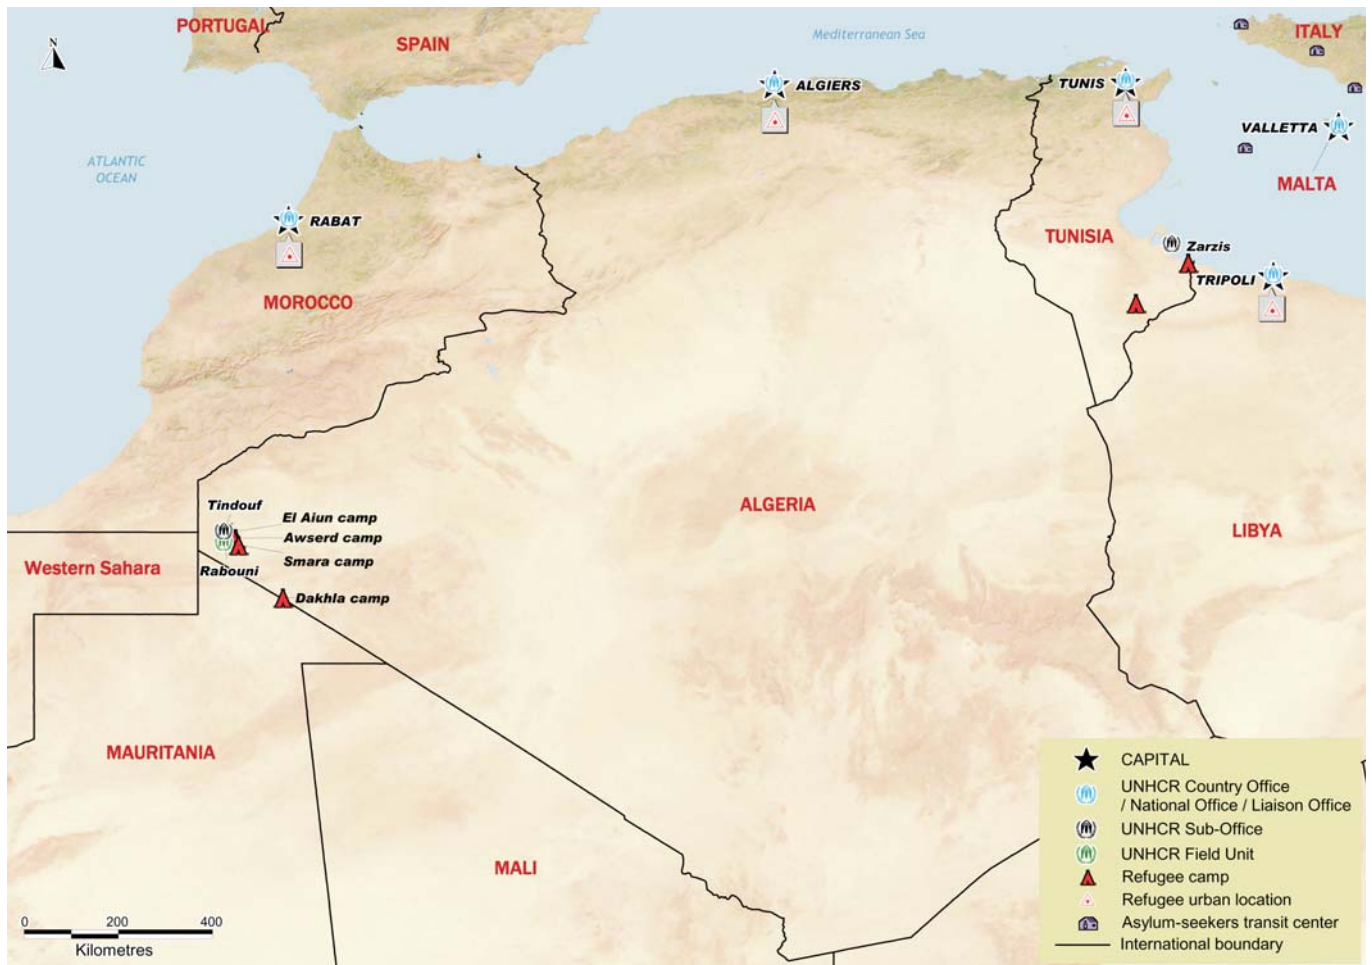 PORTUGAL
SPAIN
N
Mediterranean Sea
ITALY
ALGIERS
TUNIS
VALLETTA
MALTA
ATLANTIC
OCEAN
RABAT
TUNISIA
Zarzis
TRIPOLI
MOROCCO
Tindouf
El Aiun camp
Awserd camp
Smara camp
Rabouni
Dakhla camp
ALGERIA
LIBYA
Western Sahara
MAURITANIA
MALI
CAPITAL
UNHCR Country Office
/ National Office / Liaison Office
UNHCR Sub-Office
UNHCR Field Unit
Refugee camp
Refugee urban location
Asylum-seekers transit center
International boundary
0 200 400
Kilometres